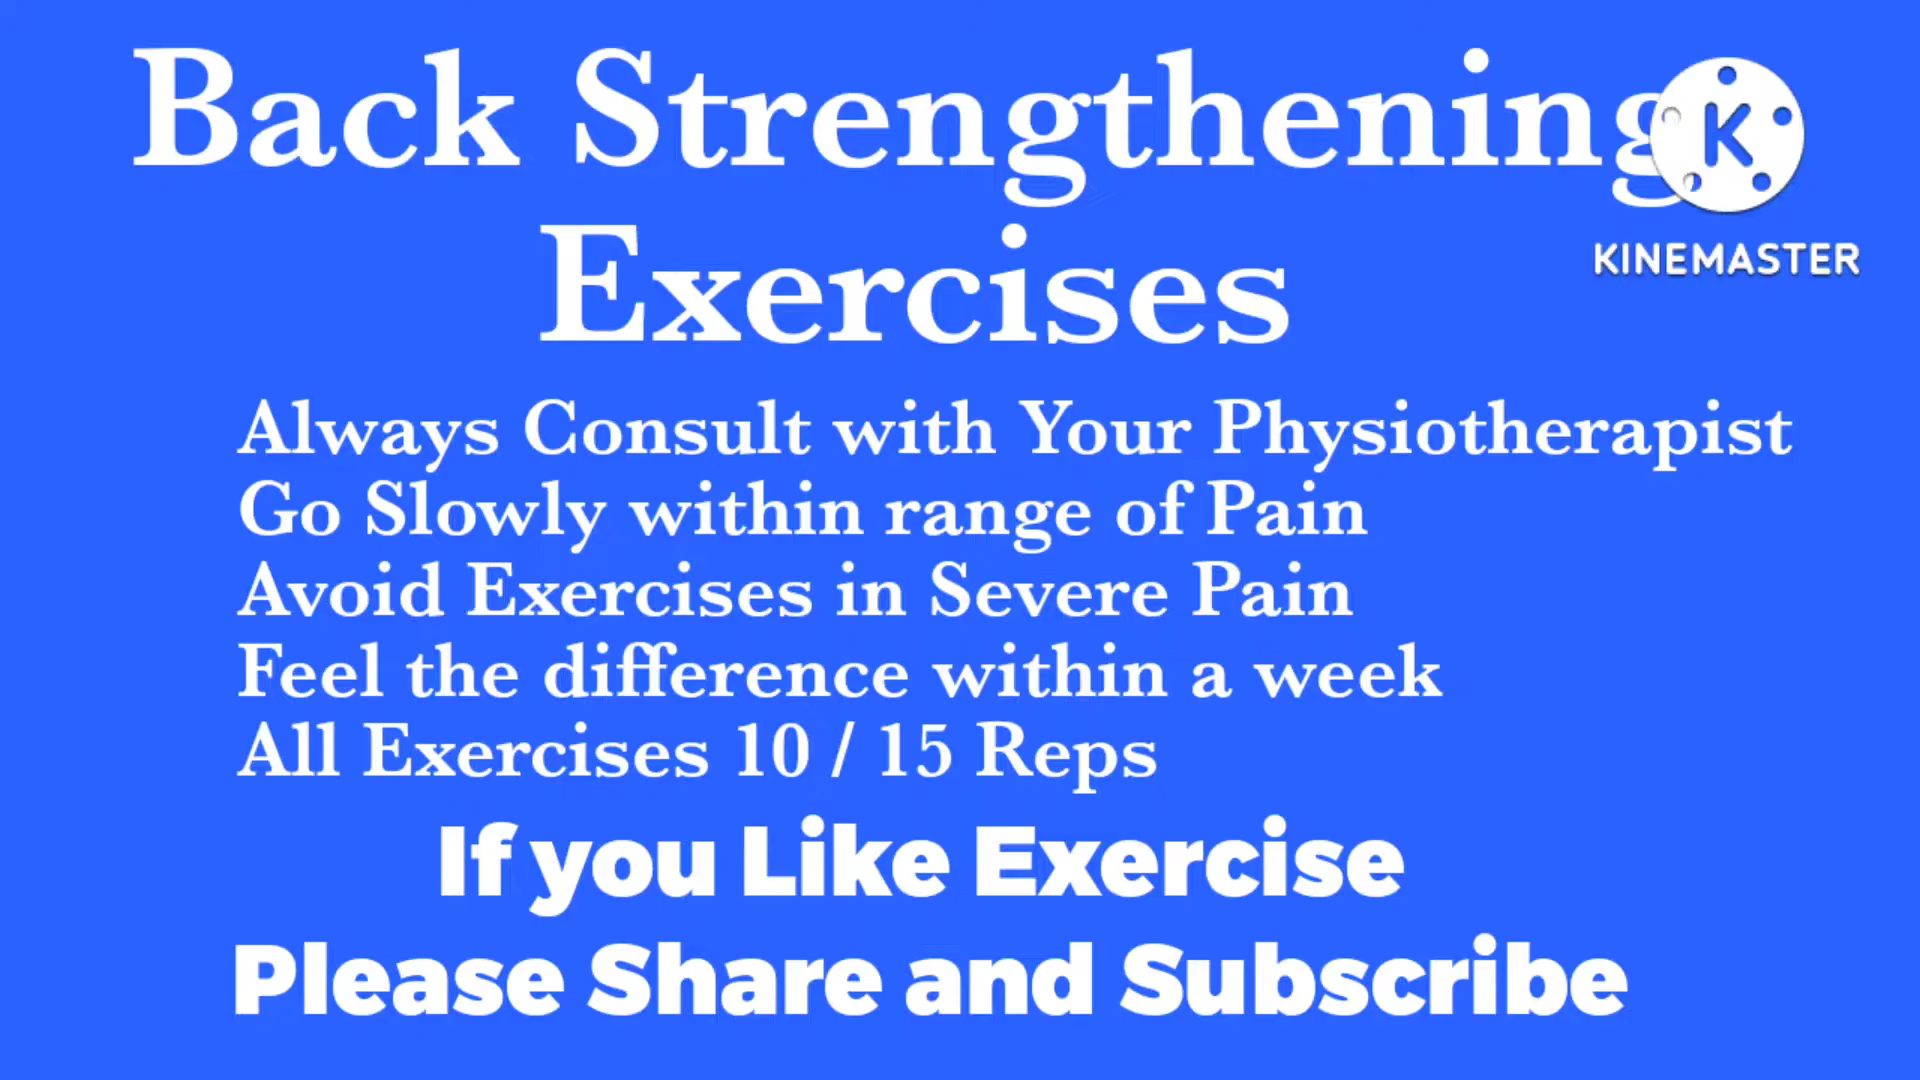 Back Strengthening
Exercises
K
KINEMASTER
Always Consult with Your Physiotherapist
Go Slowly within range of Pain
Avoid Exercises in Severe Pain
Feel the difference within a week
All Exercises 10 / 15 Reps
If you Like Exercise
Please Share and Subscribe